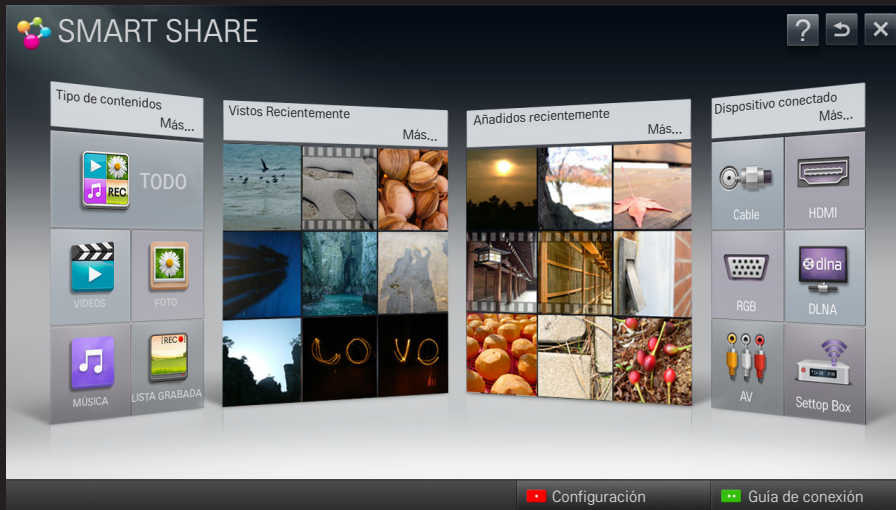 SMART SHARE
?
Tipo de contenidos
Más...
TODO
REC
VIDEOS
FOTO
MÚSICA
REC
LISTA GRABADA
Vistos Recientemente
Más...
LOVO
Añadidos recientemente
Más...
Dispositivo conectado
Más...
Cable
HDMI
RGB
dlna
DLNA
AV
Settop Box
Configuración
Guía de conexión